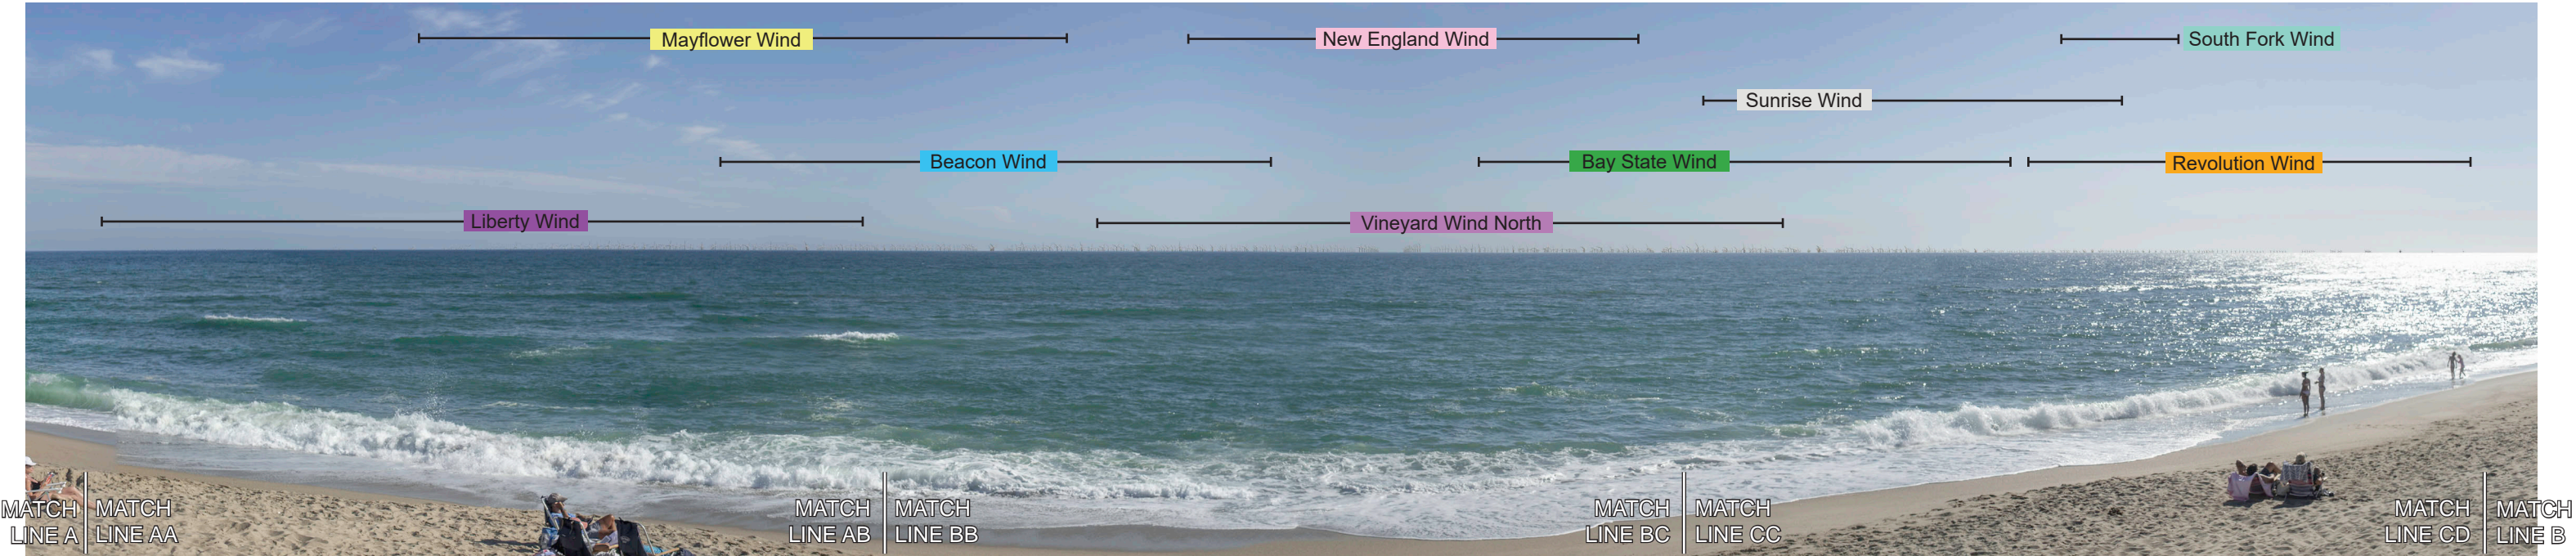 Mayflower Wind
New England Wind
South Fork Wind
Sunrise Wind
Beacon Wind
Bay State Wind
Revolution Wind
Liberty Wind
Vineyard Wind North
MATCH
LINE A
MATCH
LINE AA
MATCH
LINE AB
MATCH
LINE BB
MATCH
LINE BC
MATCH
LINE CC
MATCH
LINE CD
MATCH
LINE B